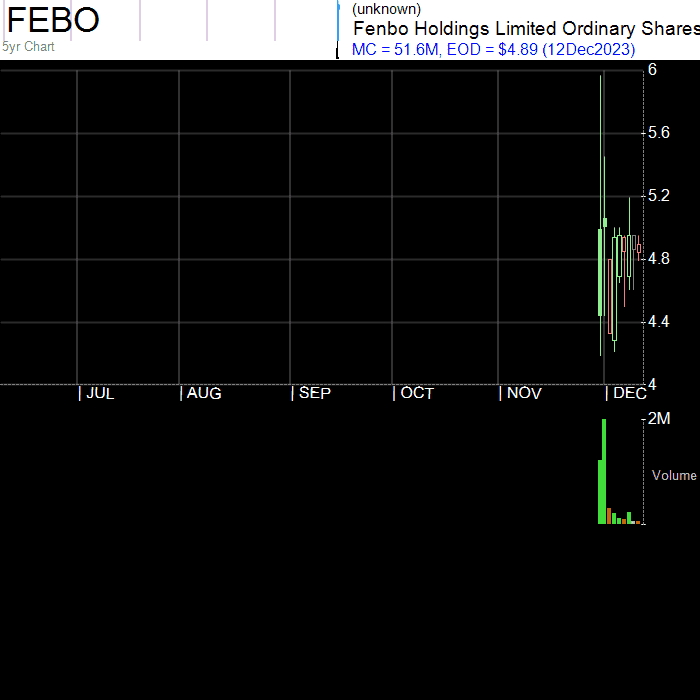 FEBO
5yr Chart
(unknown)
Fenbo Holdings Limited Ordinary Shares
MC = 51.6M, EOD = $4.89 (12Dec2023)
6
5.6
5.2
4.8
4.4
4
| JUL | AUG | SEP | OCT | NOV | DEC
2M
Volume